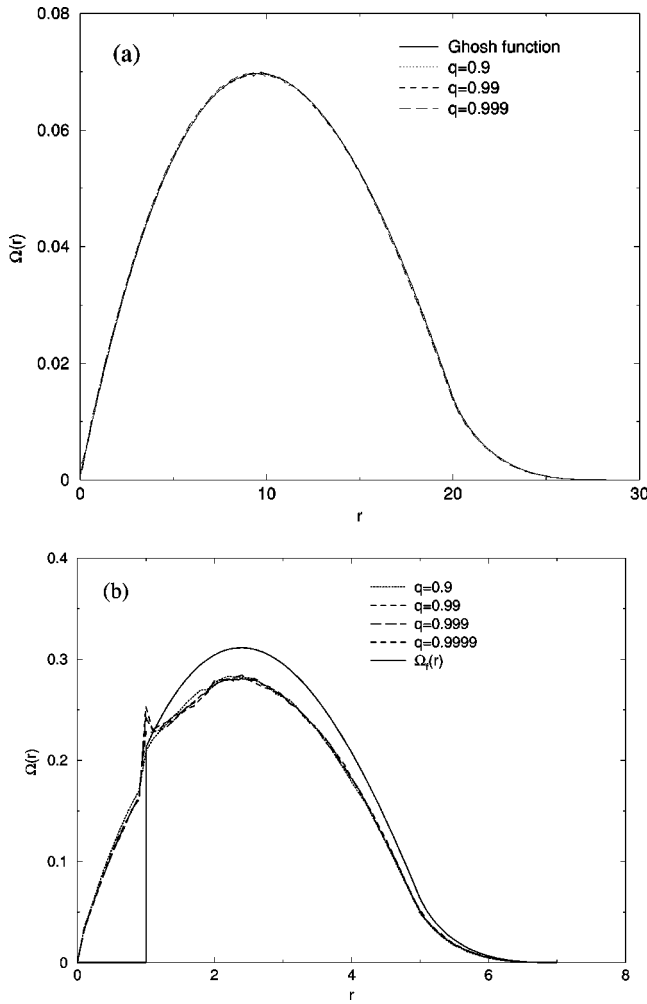 0.08
(a)
Ghosh function
q=0.9
q=0.99
q=0.999
0.06
Ω(r)
0.04
0.02
0
0
10
20
30
r
0.4
(b)
q=0.9
q=0.99
q=0.999
q=0.9999
Ωf(r)
0.3
Ω(r)
0.2
0.1
0
0
2
4
6
8
r